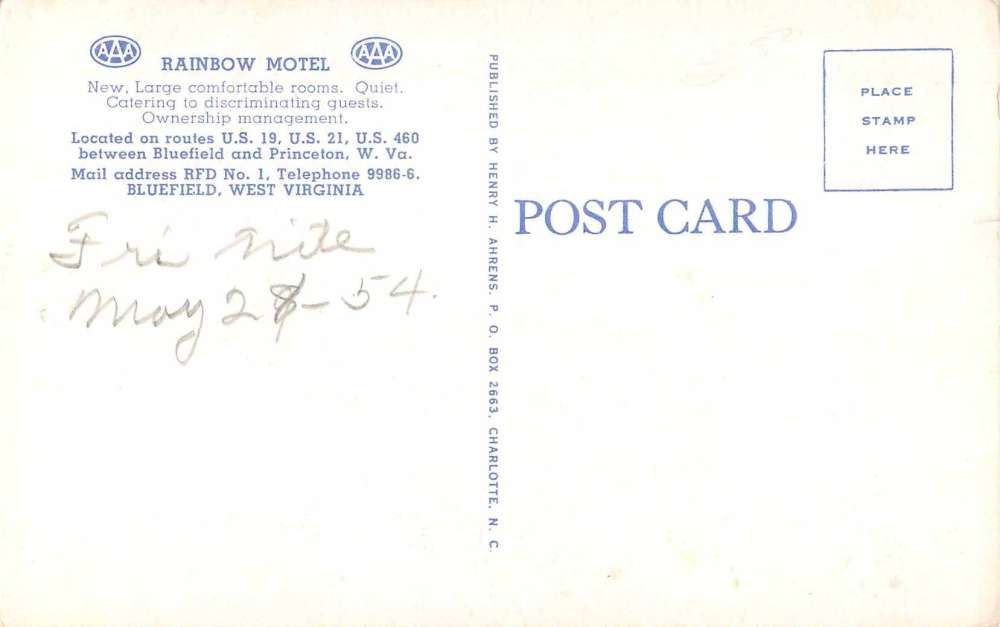 AAA AAA
RAINBOW MOTEL
New, Large comfortable rooms. Quiet.
Catering to discriminating guests.
Ownership management.
Located on routes U.S. 19, U.S. 21, U.S. 460
between Bluefield and Princeton, W. Va.
Mail address RFD No. 1, Telephone 9986-6.
BLUEFIELD, WEST VIRGINIA
Fri nite
May 28-54.
PUBLISHED BY HENRY H. AHRENS, P. O. BOX 2663, CHARLOTTE, N. C.
POST CARD
PLACE
STAMP
HERE